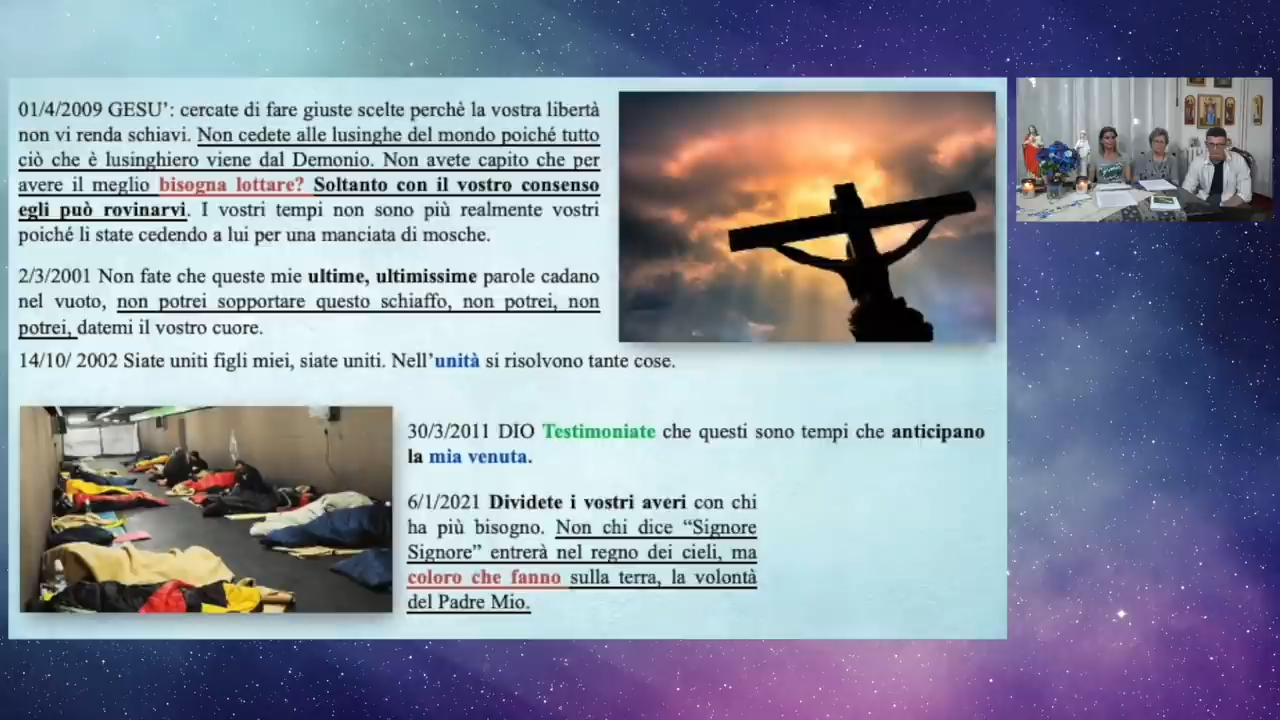 01/4/2009 GESU’: cercate di fare giuste scelte perchè la vostra libertà
non vi renda schiavi. Non cedete alle lusinghe del mondo poiché tutto
ciò che è lusinghiero viene dal Demonio. Non avete capito che per
avere il meglio bisogna lottare? Soltanto con il vostro consenso
egli può rovinarvi. I vostri tempi non sono più realmente vostri
poiché li state cedendo a lui per una manciata di mosche.
2/3/2001 Non fate che queste mie ultime, ultimissime parole cadano
nel vuoto, non potrei sopportare questo schiaffo, non potrei, non
potrei, datemi il vostro cuore.
14/10/ 2002 Siate uniti figli miei, siate uniti. Nell’unità si risolvono tante cose.
30/3/2011 DIO Testimoniate che questi sono tempi che anticipano
la mia venuta.
6/1/2021 Dividete i vostri averi con chi
ha più bisogno. Non chi dice “Signore
Signore” entrerà nel regno dei cieli, ma
coloro che fanno sulla terra, la volontà
del Padre Mio.